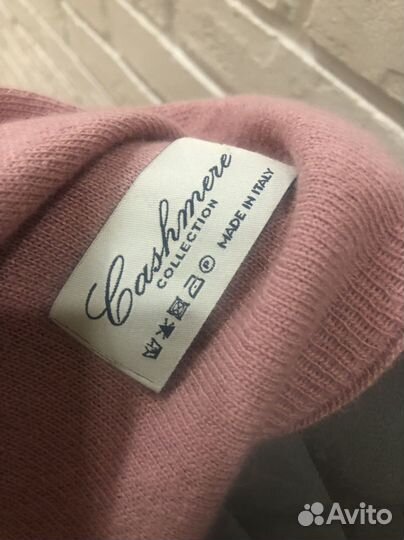 Cashmere
COLLECTION
MADE IN ITALY
P
Avito